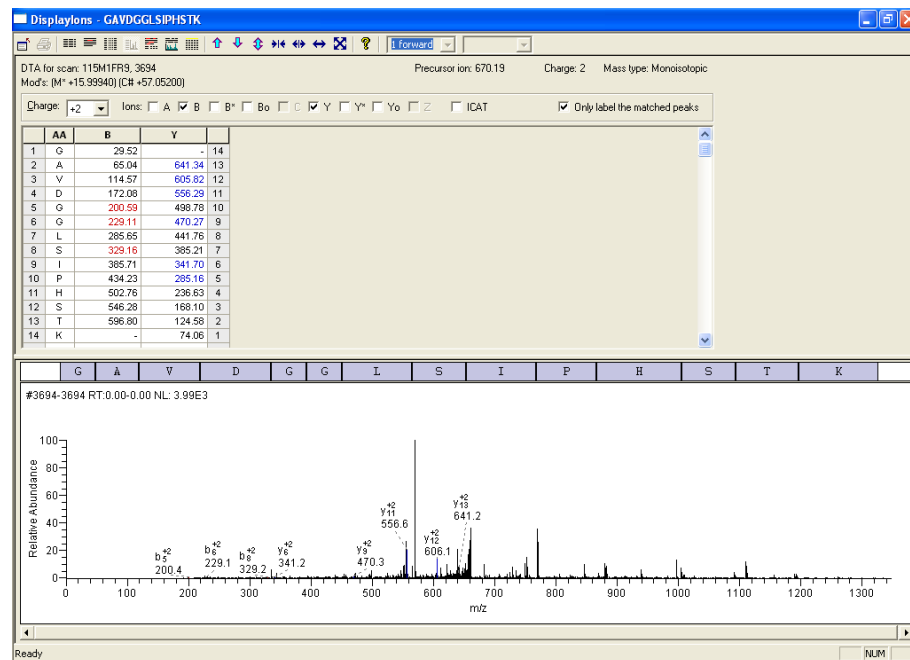 DisplayIons - GAVDGGLSIPHSTK
1 forward
DTA for scan: 115M1FR9, 3694 Precursor ion: 670.19 Charge: 2 Mass type: Monoisotopic
Mod's: (M* +15.99940) (C# +57.05200)
Charge: +2 Ions: A B B* Bo C Y Y* Yo Z ICAT Only label the matched peaks
AA B Y
1 G 29.52 - 14
2 A 65.04 641.34 13
3 V 114.57 605.82 12
4 D 172.08 556.29 11
5 G 200.59 498.78 10
6 G 229.11 470.27 9
7 L 285.65 441.76 8
8 S 329.16 385.21 7
9 I 385.71 341.70 6
10 P 434.23 285.16 5
11 H 502.76 236.63 4
12 S 546.28 168.10 3
13 T 596.80 124.58 2
14 K - 74.06 1
G A V D G G L S I P H S T K
#3694-3694 RT:0.00-0.00 NL: 3.99E3
Relative Abundance
100
80
60
40
20
0
b5+2
200.4
b6+2
229.1
b8+2
329.2
y6+2
341.2
y9+2
470.3
y11+2
556.6
y12+2
606.1
y13+2
641.2
0 100 200 300 400 500 600 700 800 900 1000 1100 1200 1300
m/z
Ready NUM